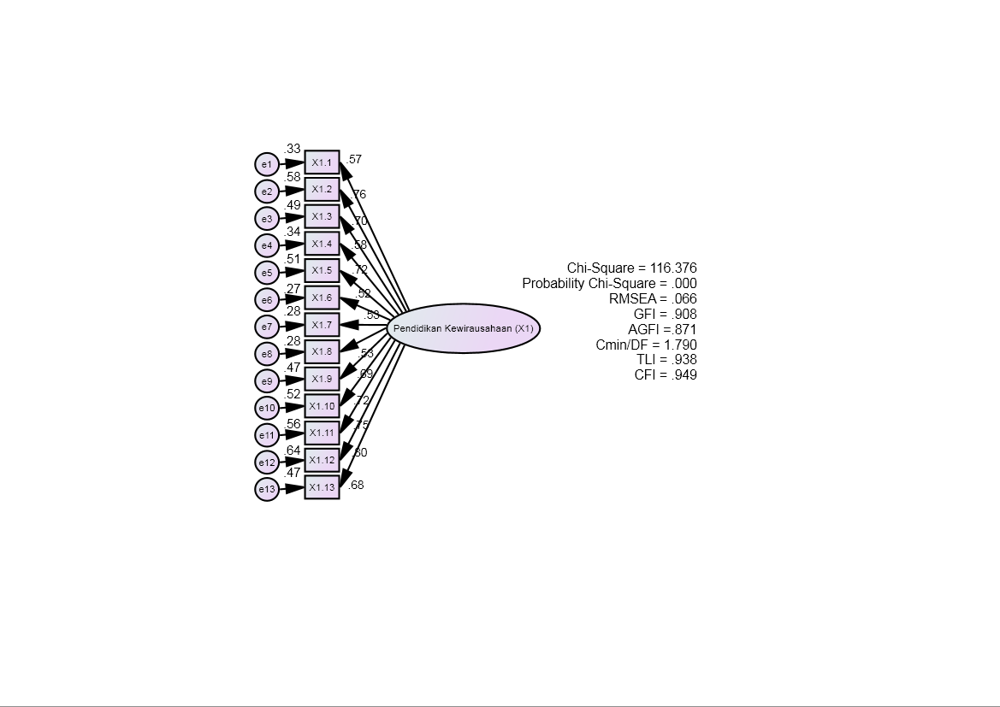 .33
e1
X1.1
.57
.58
e2
X1.2
.76
.49
e3
X1.3
.70
.34
e4
X1.4
.58
.51
e5
X1.5
.72
.27
e6
X1.6
.52
.28
e7
X1.7
.53
.28
e8
X1.8
.53
.47
e9
X1.9
.69
.52
e10
X1.10
.72
.56
e11
X1.11
.75
.64
e12
X1.12
.80
.47
e13
X1.13
.68
Pendidikan Kewirausahaan (X1)
Chi-Square = 116.376
Probability Chi-Square = .000
RMSEA = .066
GFI = .908
AGFI =.871
Cmin/DF = 1.790
TLI = .938
CFI = .949